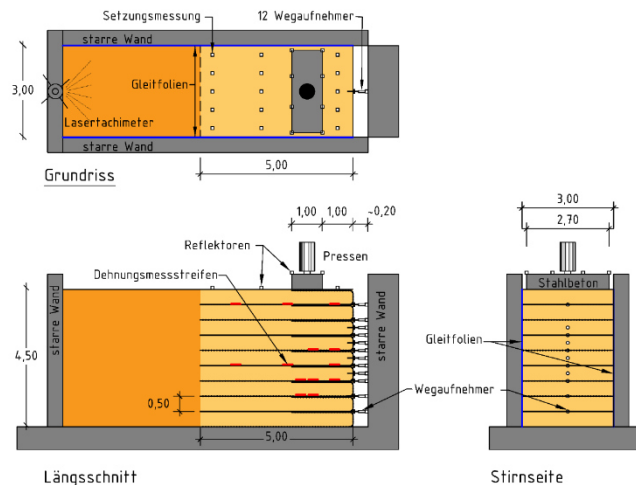 Setzungsmessung
12 Wegaufnehmer
starre Wand
3,00
Gleitfolien
Lasertachimeter
starre Wand
5,00
Grundriss
1,00 1,00 ~0,20
Reflektoren
Pressen
Dehnungsmessstreifen
starre Wand
4,50
starre Wand
0,50
5,00
Längsschnitt
3,00
2,70
Stahlbeton
Gleitfolien
Wegaufnehmer
Stirnseite